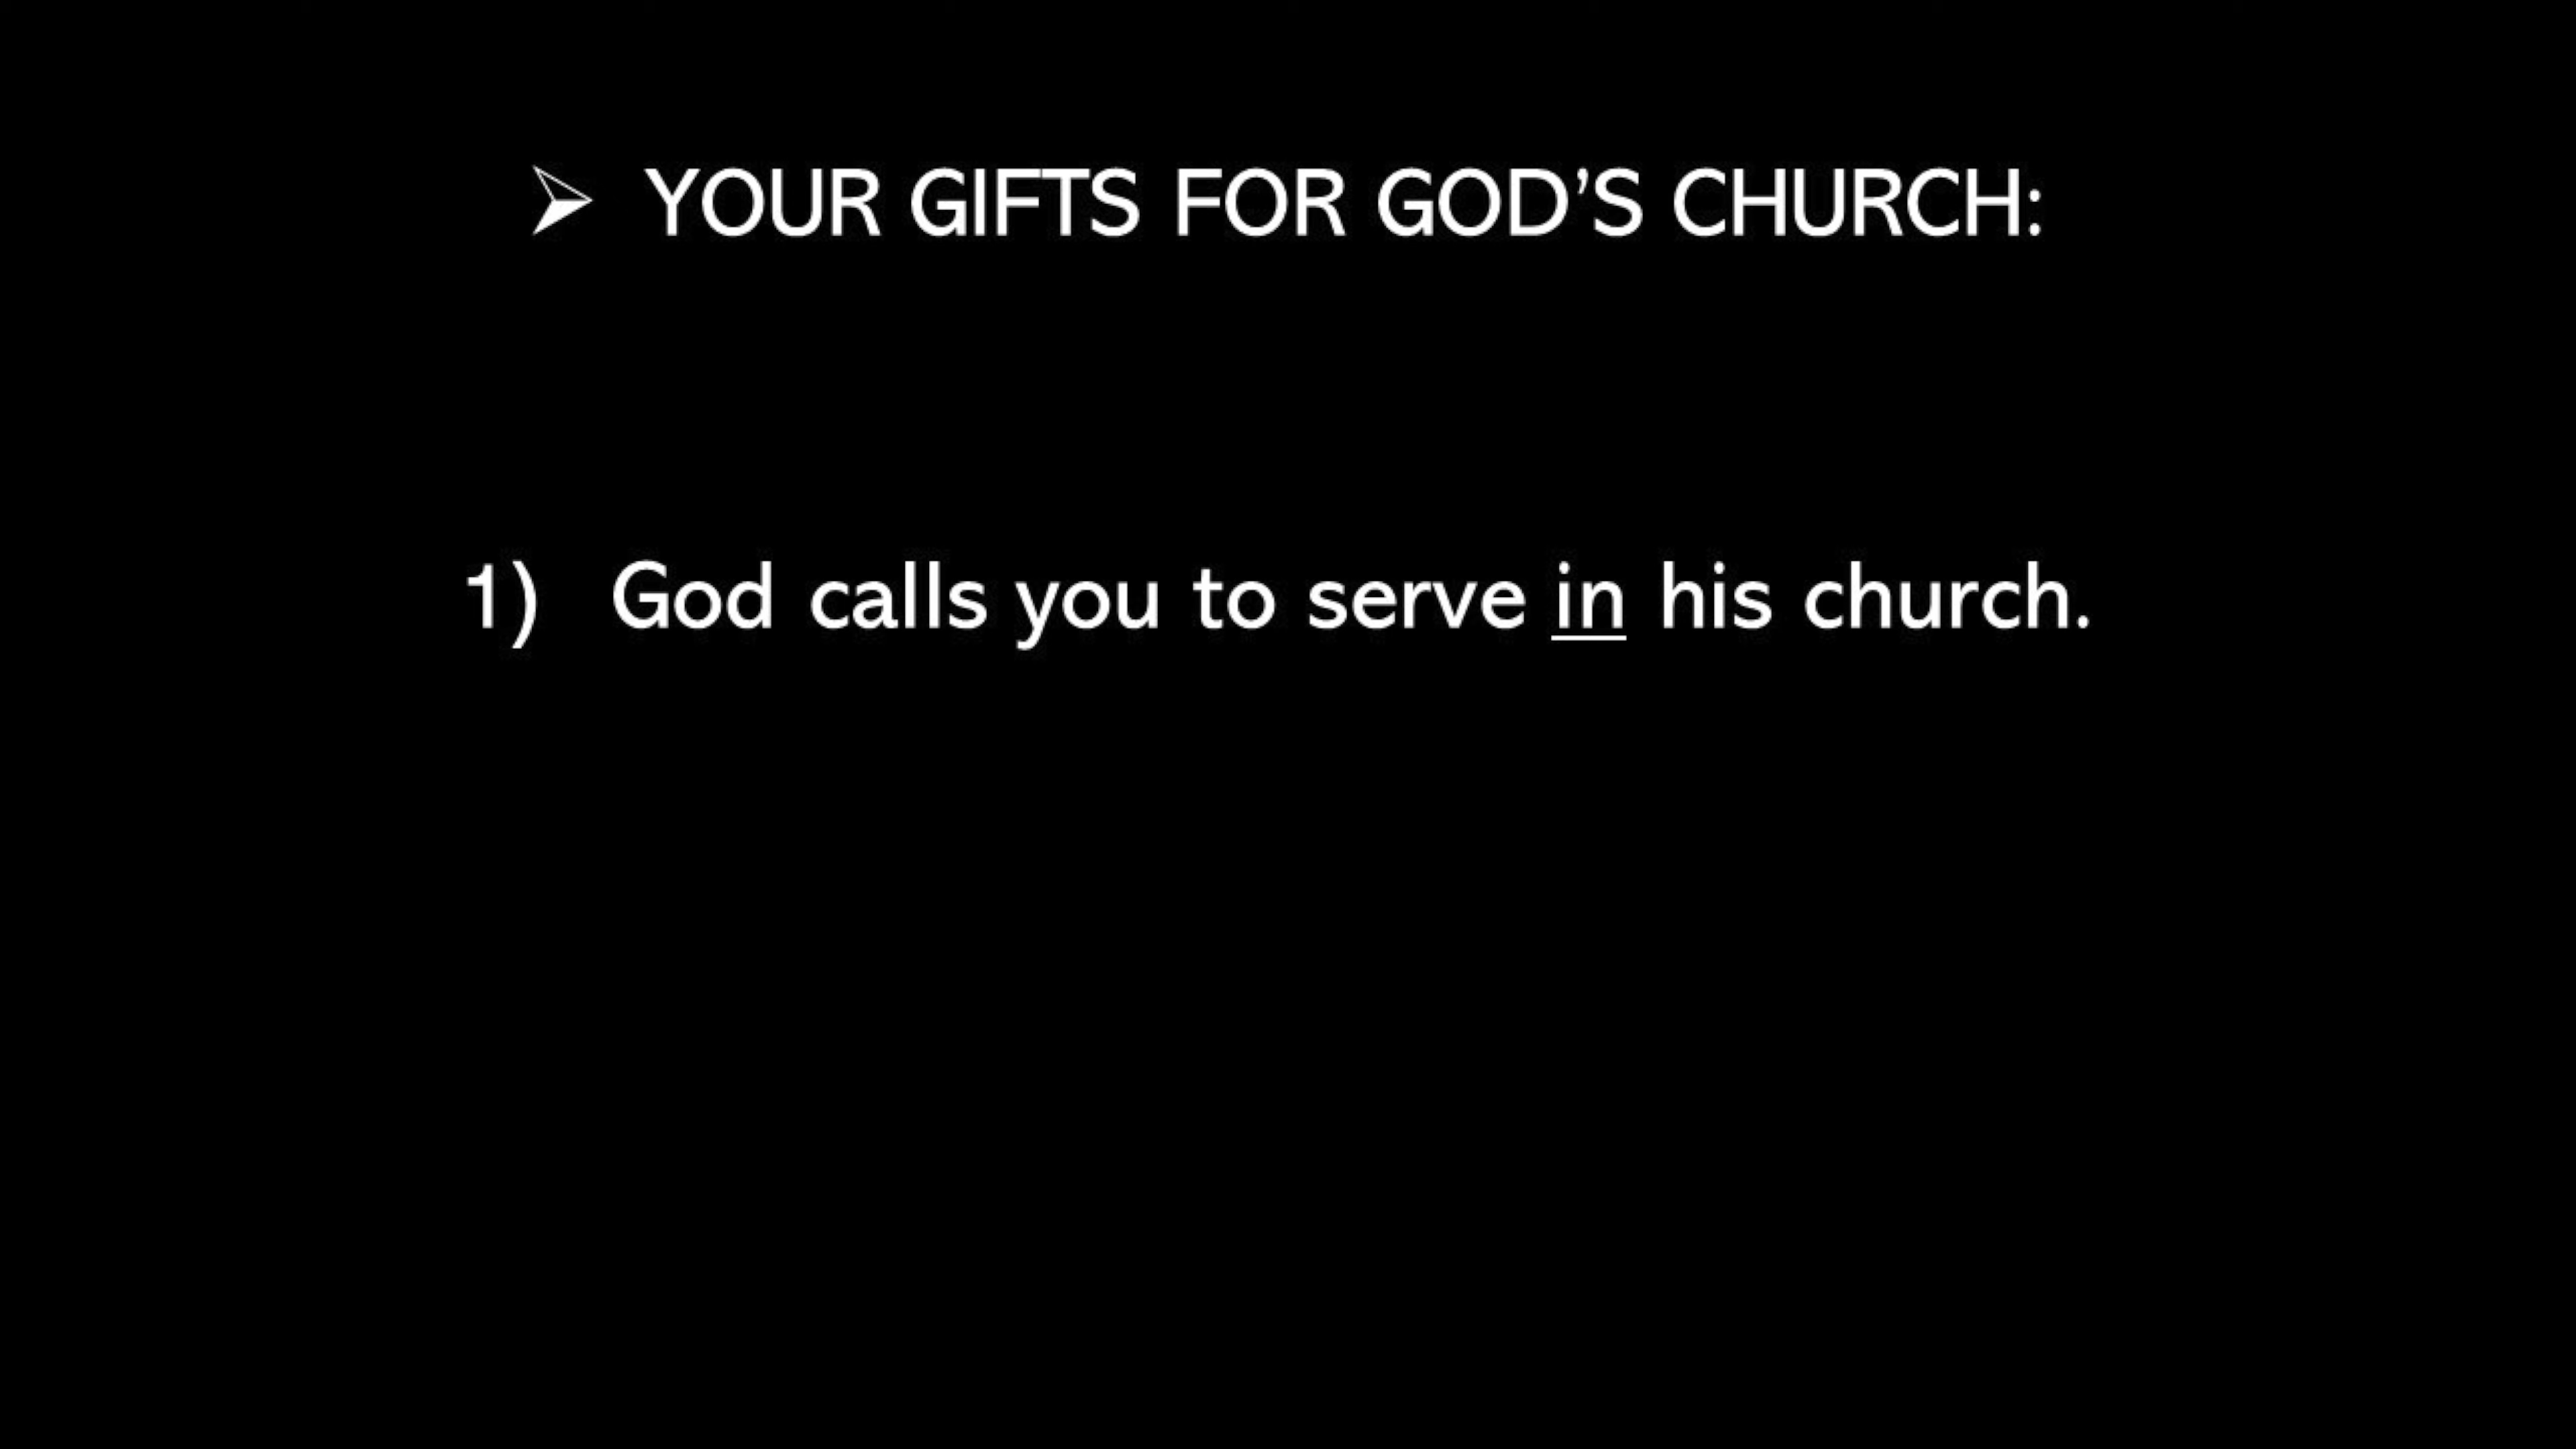 ➢ YOUR GIFTS FOR GOD’S CHURCH:
1) God calls you to serve in his church.